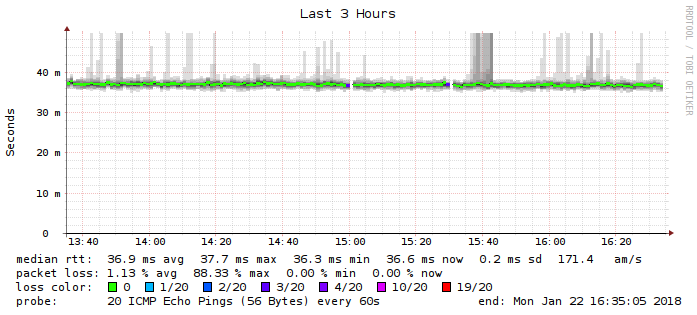 Last 3 Hours
RRDTOOL / TOBI OETIKER
Seconds
40 m
30 m
20 m
10 m
0
13:40 14:00 14:20 14:40 15:00 15:20 15:40 16:00 16:20
median rtt: 36.9 ms avg 37.7 ms max 36.3 ms min 36.6 ms now 0.2 ms sd 171.4 am/s
packet loss: 1.13 % avg 88.33 % max 0.00 % min 0.00 % now
loss color: 0 1/20 2/20 3/20 4/20 10/20 19/20
probe: 20 ICMP Echo Pings (56 Bytes) every 60s end: Mon Jan 22 16:35:05 2018